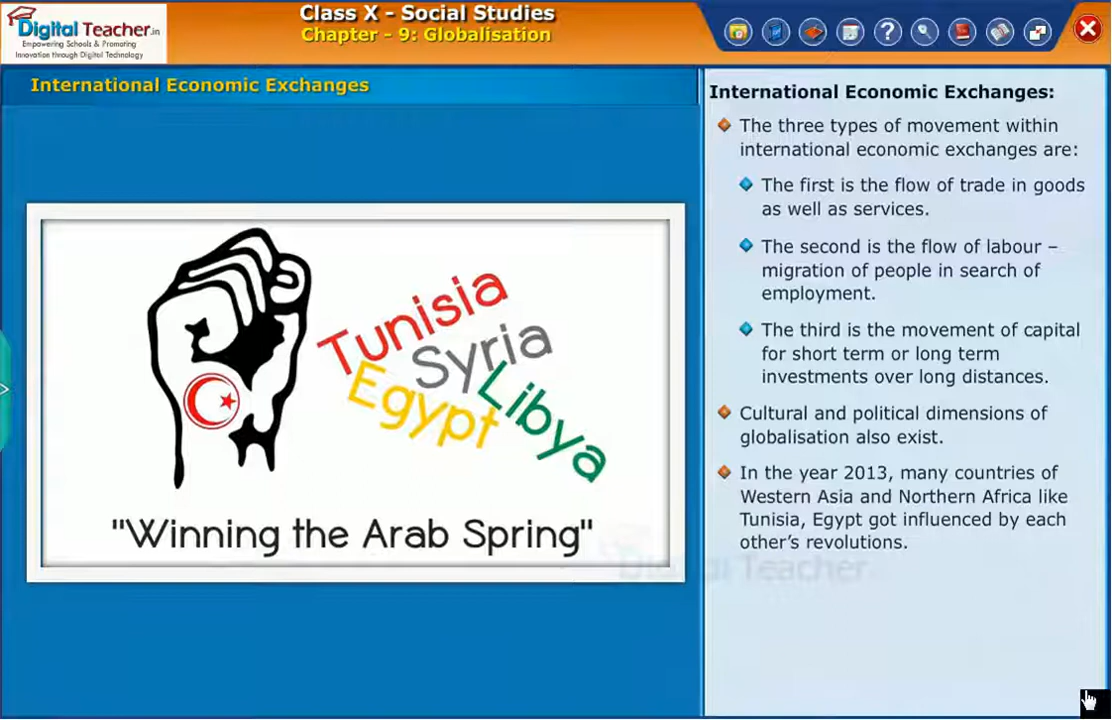 Digital Teacher.in
Empowering Schools & Promoting
Innovation through Digital Technology
Class X - Social Studies
Chapter - 9: Globalisation
International Economic Exchanges
Tunisia
Syria
Egypt
Libya
"Winning the Arab Spring"
International Economic Exchanges:
The three types of movement within
international economic exchanges are:
The first is the flow of trade in goods
as well as services.
The second is the flow of labour –
migration of people in search of
employment.
The third is the movement of capital
for short term or long term
investments over long distances.
Cultural and political dimensions of
globalisation also exist.
In the year 2013, many countries of
Western Asia and Northern Africa like
Tunisia, Egypt got influenced by each
other's revolutions.
Digital Teacher